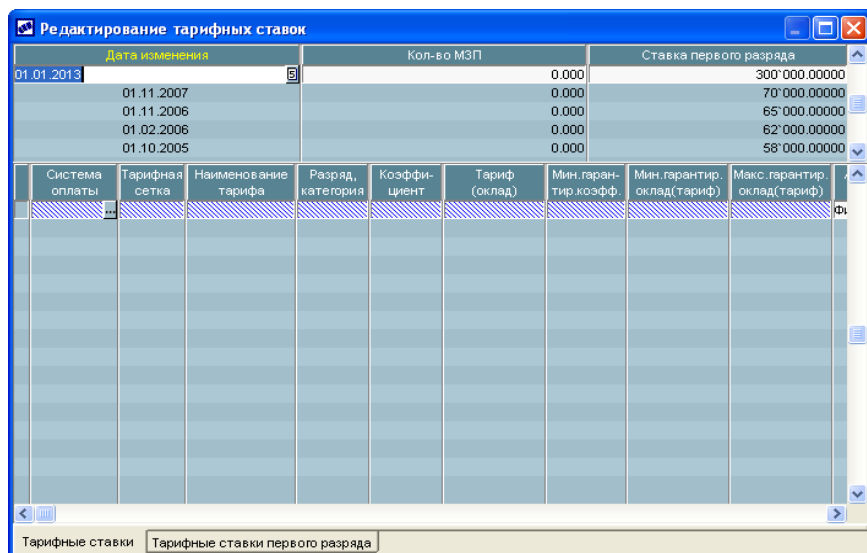 Редактирование тарифных ставок
Дата изменения Кол-во МЗП Ставка первого разряда
01.01.2013 5 0.000 300`000.00000
01.11.2007 0.000 70`000.00000
01.11.2006 0.000 65`000.00000
01.02.2006 0.000 62`000.00000
01.10.2005 0.000 58`000.00000
Система Тарифная Наименование Разряд, Коэффи- Тариф Мин.гаран- Мин.гарантир. Макс.гарантир.
оплаты сетка тарифа категория циент (оклад) тир.коэфф. оклад(тариф) оклад(тариф)
...
Тарифные ставки Тарифные ставки первого разряда